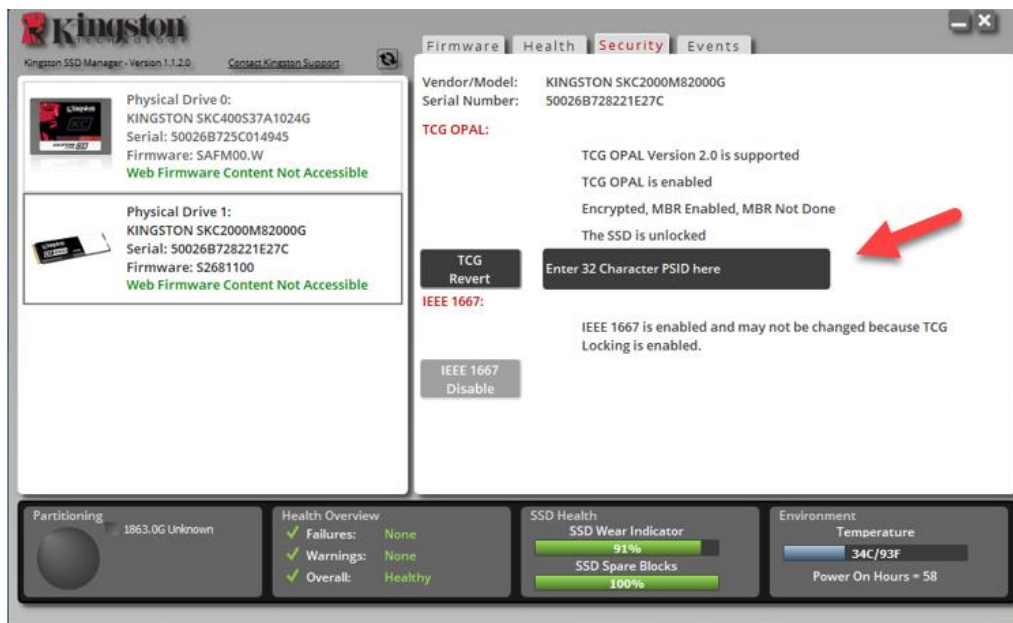 Kingston
TECHNOLOGY
Kingston SSD Manager - Version 1.1.2.0
Contact Kingston Support
Firmware
Health
Security
Events
Physical Drive 0:
KINGSTON SKC400S37A1024G
Serial: 50026B725C014945
Firmware: SAFM00.W
Web Firmware Content Not Accessible
Physical Drive 1:
KINGSTON SKC2000M82000G
Serial: 50026B728221E27C
Firmware: S2681100
Web Firmware Content Not Accessible
Vendor/Model: KINGSTON SKC2000M82000G
Serial Number: 50026B728221E27C
TCG OPAL:
TCG OPAL Version 2.0 is supported
TCG OPAL is enabled
Encrypted, MBR Enabled, MBR Not Done
The SSD is unlocked
TCG
Revert
Enter 32 Character PSID here
IEEE 1667:
IEEE 1667 is enabled and may not be changed because TCG
Locking is enabled.
IEEE 1667
Disable
Partitioning
1863.0G Unknown
Health Overview
Failures: None
Warnings: None
Overall: Healthy
SSD Health
SSD Wear Indicator
91%
SSD Spare Blocks
100%
Environment
Temperature
34C/93F
Power On Hours = 58